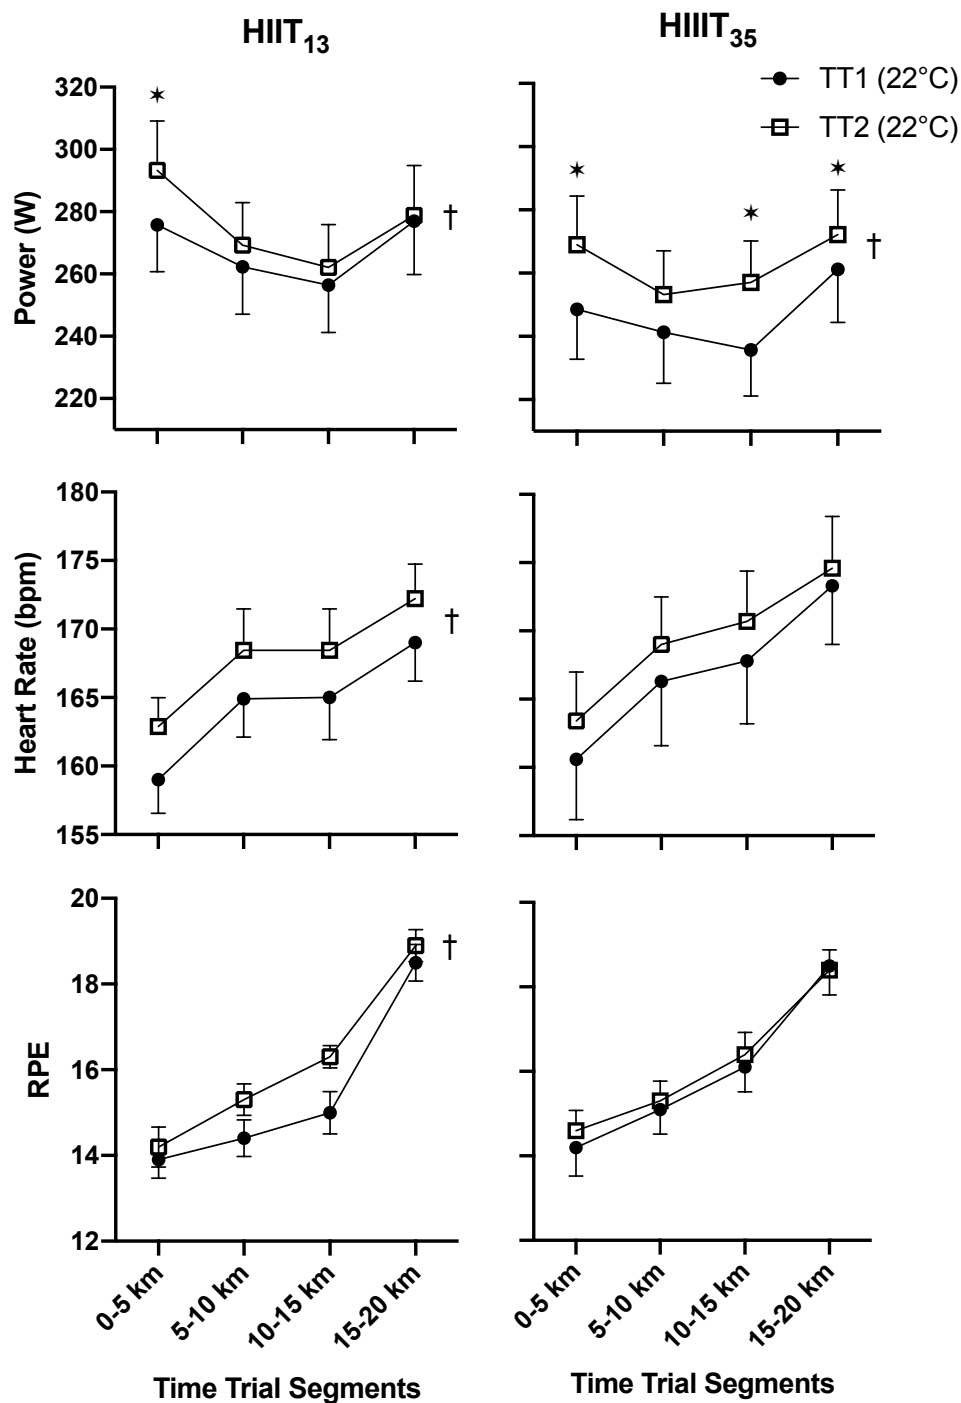 HIIT13
HIIIT35
TT1 (22°C)
TT2 (22°C)
Power (W)
320
300
280
260
240
220
✶
†
✶
✶
✶
†
Heart Rate (bpm)
180
175
170
165
160
155
†
RPE
20
18
16
14
12
†
0-5 km
5-10 km
10-15 km
15-20 km
0-5 km
5-10 km
10-15 km
15-20 km
Time Trial Segments
Time Trial Segments